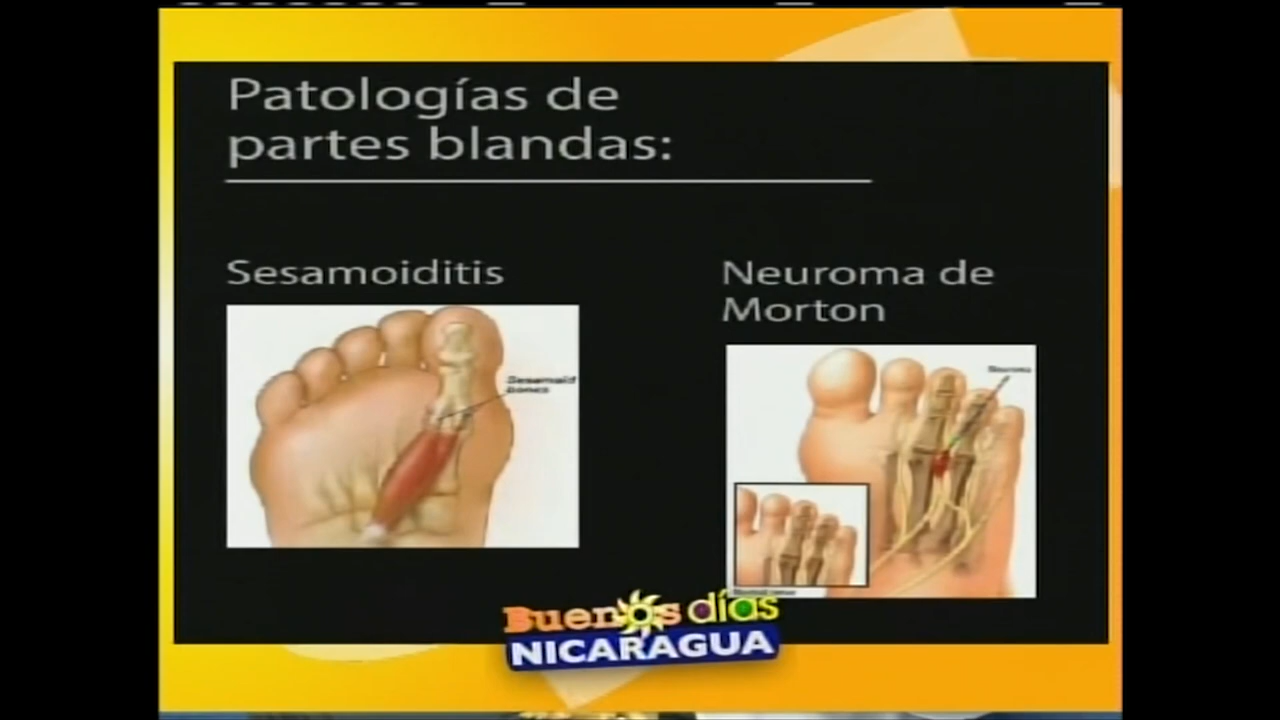 Patologías de
partes blandas:
Sesamoiditis
Neuroma de
Morton
Sesamoid
bones
Neuroma
Buenos días
NICARAGUA